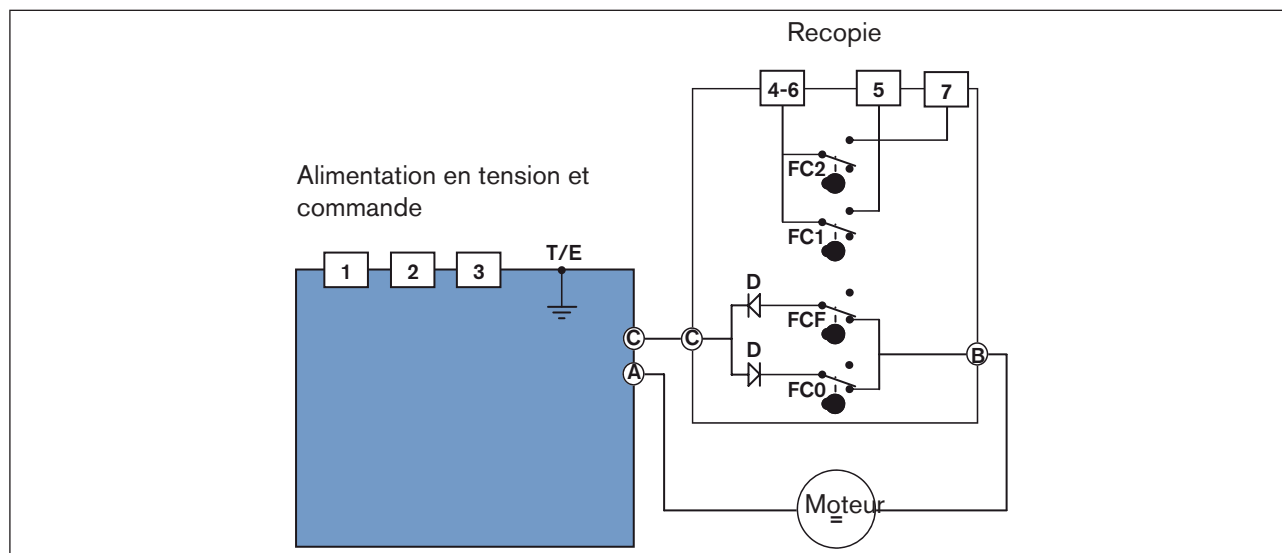 Recopie
4-6 5 7
FC2
Alimentation en tension et
commande
FC1
1 2 3 T/E
D
FCF
C C
D
B
A
FC0
Moteur
=